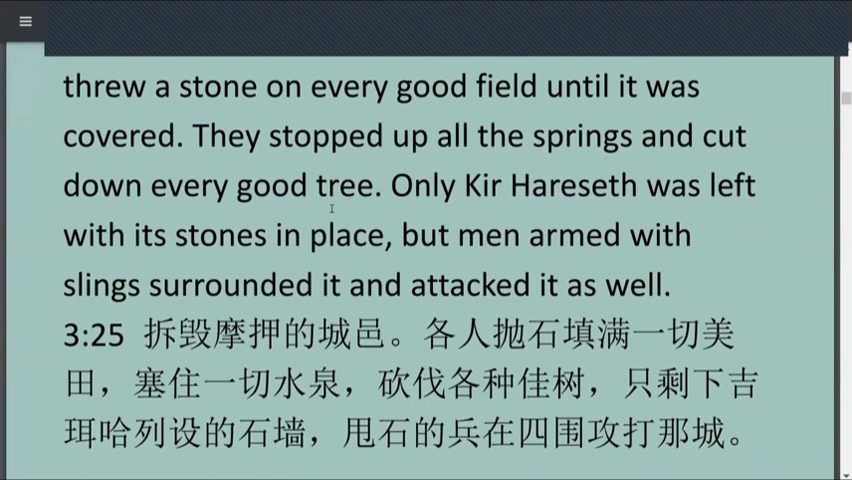 threw a stone on every good field until it was
covered. They stopped up all the springs and cut
down every good tree. Only Kir Hareseth was left
with its stones in place, but men armed with
slings surrounded it and attacked it as well.
3:25 拆毁摩押的城邑。各人抛石填满一切美
田，塞住一切水泉，砍伐各种佳树，只剩下吉
珥哈列设的石墙，甩石的兵在四围攻打那城。